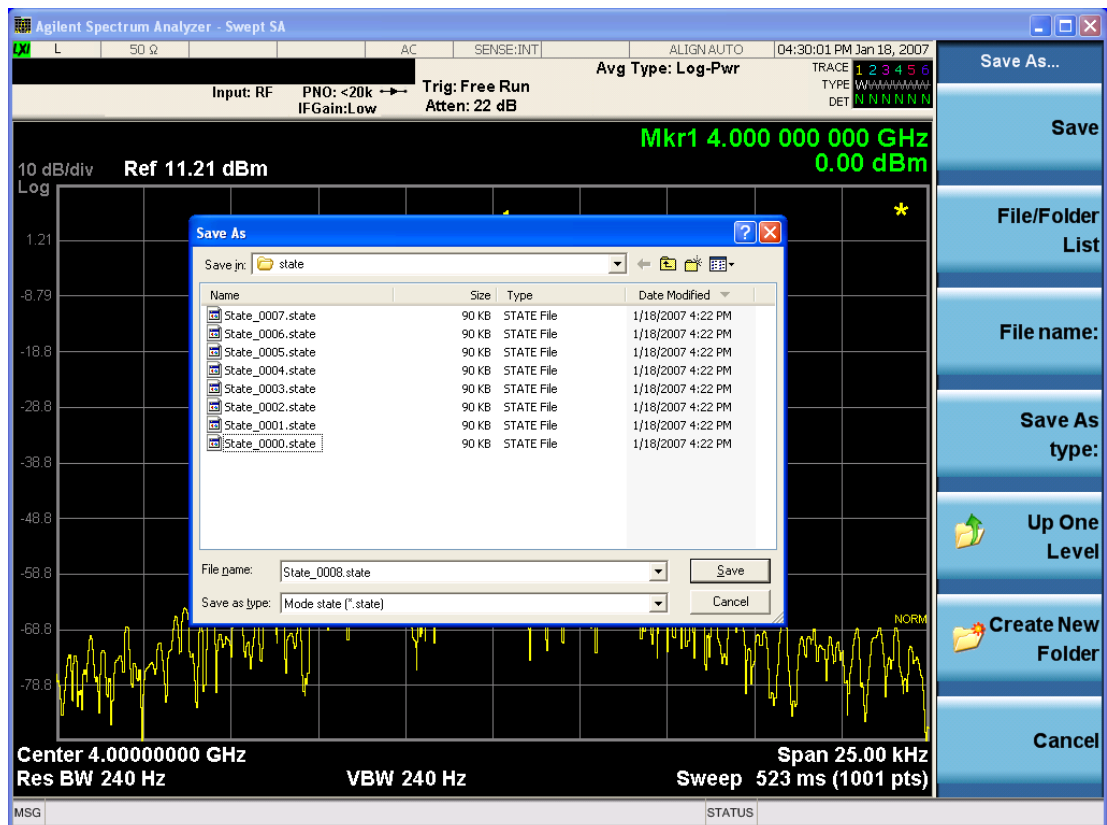 Agilent Spectrum Analyzer - Swept SA
LXI L 50 Ω AC SENSE:INT ALIGN AUTO 04:30:01 PM Jan 18, 2007
Input: RF
PNO: <20k
IFGain:Low
Trig: Free Run
Atten: 22 dB
Avg Type: Log-Pwr
TRACE 1 2 3 4 5 6
TYPE WWWWWW
DET N N N N N N
Mkr1 4.000 000 000 GHz
0.00 dBm
10 dB/div Ref 11.21 dBm
Log
1.21
-8.79
-18.8
-28.8
-38.8
-48.8
-58.8
-68.8
-78.8
*
Save As
Save in: state
Name Size Type Date Modified
State_0007.state 90 KB STATE File 1/18/2007 4:22 PM
State_0006.state 90 KB STATE File 1/18/2007 4:22 PM
State_0005.state 90 KB STATE File 1/18/2007 4:22 PM
State_0004.state 90 KB STATE File 1/18/2007 4:22 PM
State_0003.state 90 KB STATE File 1/18/2007 4:22 PM
State_0002.state 90 KB STATE File 1/18/2007 4:22 PM
State_0001.state 90 KB STATE File 1/18/2007 4:22 PM
State_0000.state 90 KB STATE File 1/18/2007 4:22 PM
File name: State_0008.state Save
Save as type: Mode state (*.state) Cancel
NORM
Center 4.00000000 GHz Span 25.00 kHz
Res BW 240 Hz VBW 240 Hz Sweep 523 ms (1001 pts)
MSG STATUS
Save As...
Save
File/Folder
List
File name:
Save As
type:
Up One
Level
Create New
Folder
Cancel